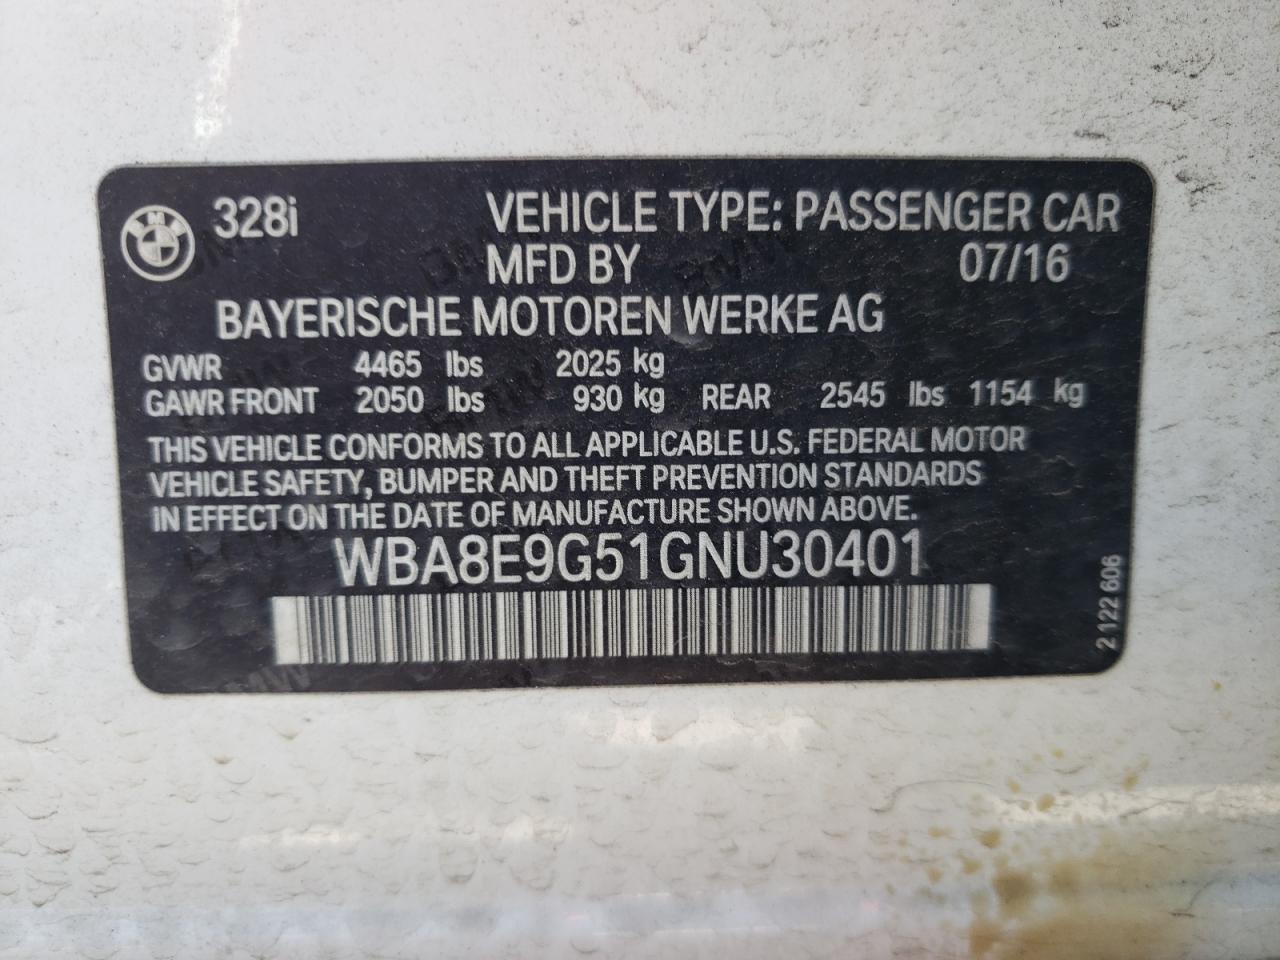 328i VEHICLE TYPE: PASSENGER CAR
MFD BY 07/16
BAYERISCHE MOTOREN WERKE AG
GVWR 4465 lbs 2025 kg
GAWR FRONT 2050 lbs 930 kg REAR 2545 lbs 1154 kg
THIS VEHICLE CONFORMS TO ALL APPLICABLE U.S. FEDERAL MOTOR
VEHICLE SAFETY, BUMPER AND THEFT PREVENTION STANDARDS
IN EFFECT ON THE DATE OF MANUFACTURE SHOWN ABOVE.
WBA8E9G51GNU30401
2 122 606